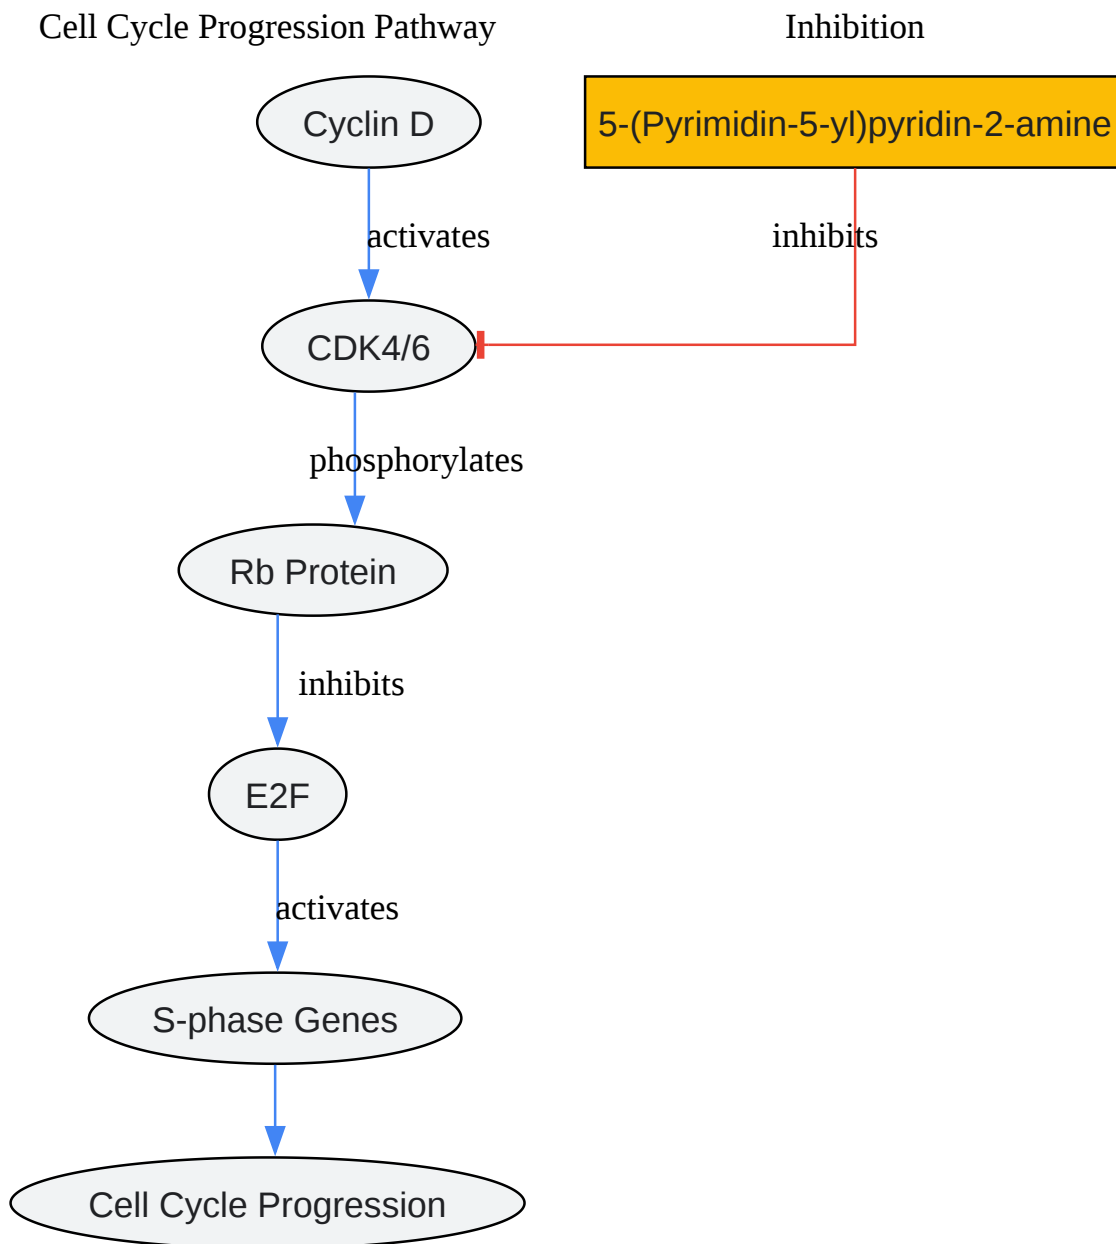 Cell Cycle Progression Pathway
Inhibition
Cyclin D
5-(Pyrimidin-5-yl)pyridin-2-amine
activates
inhibits
CDK4/6
phosphorylates
Rb Protein
inhibits
E2F
activates
S-phase Genes
Cell Cycle Progression